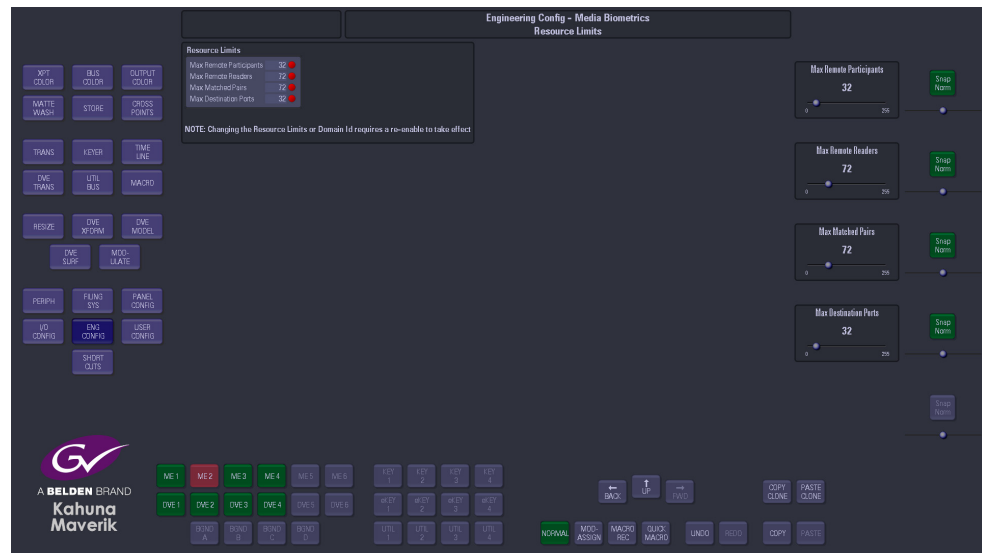 Engineering Config - Media Biometrics
Resource Limits
Resource Limits
Max Remote Participants 32
Max Remote Readers 72
Max Matched Pairs 72
Max Destination Ports 32
NOTE: Changing the Resource Limits or Domain Id requires a re-enable to take effect
XPT COLOR
BUS COLOR
OUTPUT COLOR
MATTE WASH
STORE
CROSS POINTS
TRANS
KEYER
TIME LINE
DVE TRANS
UTIL BUS
MACRO
RESIZE
DVE XFORM
DVE MODEL
DVE SURF
MOD-ULATE
PERIPH
FILING SYS
PANEL CONFIG
I/O CONFIG
ENG CONFIG
USER CONFIG
SHORT CUTS
Max Remote Participants
32
0 255
Snap Norm
Max Remote Readers
72
0 255
Snap Norm
Max Matched Pairs
72
0 255
Snap Norm
Max Destination Ports
32
0 255
Snap Norm
Snap Norm
GV
A BELDEN BRAND
Kahuna
Maverik
ME 1 ME 2 ME 3 ME 4 ME 5 ME 6
DVE 1 DVE 2 DVE 3 DVE 4 DVE 5 DVE 6
BGND A BGND B BGND C BGND D
KEY 1 KEY 2 KEY 3 KEY 4
eKEY 1 eKEY 2 eKEY 3 eKEY 4
UTIL 1 UTIL 2 UTIL 3 UTIL 4
BACK UP FWD
COPY CLONE PASTE CLONE
NORMAL MOD-ASSIGN MACRO REC QUICK MACRO UNDO REDO COPY PASTE